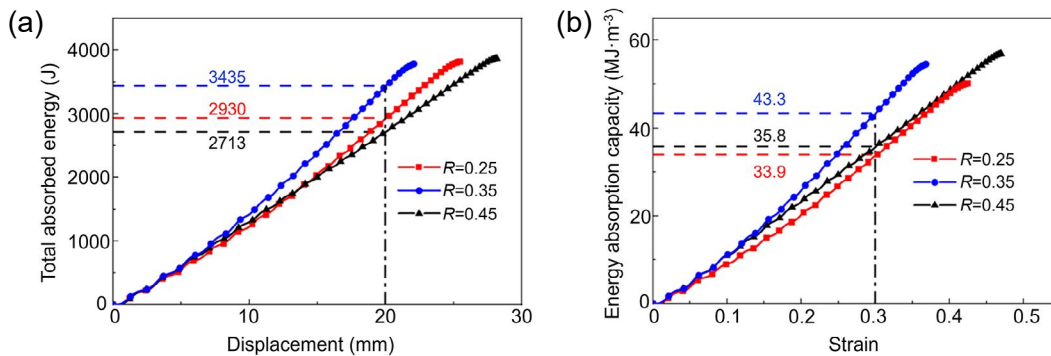 (a)
Total absorbed energy (J)
4000
3000
2000
1000
0
3435
2930
2713
R=0.25
R=0.35
R=0.45
0
10
20
30
Displacement (mm)
(b)
Energy absorption capacity (MJ·m⁻³)
60
40
20
0
43.3
35.8
33.9
R=0.25
R=0.35
R=0.45
0
0.1
0.2
0.3
0.4
0.5
Strain